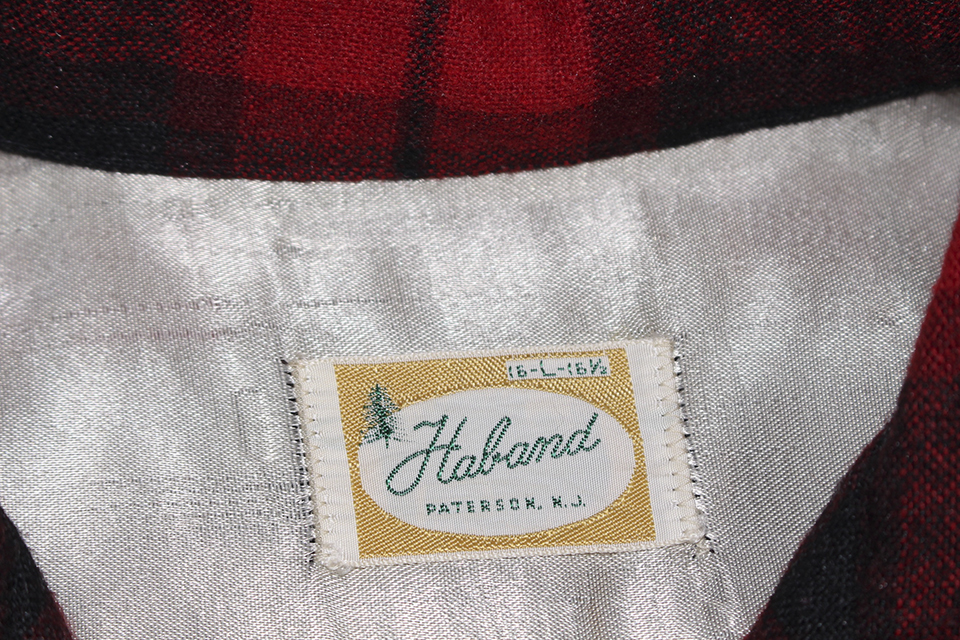 16-L-16½
Haband
PATERSON, N.J.